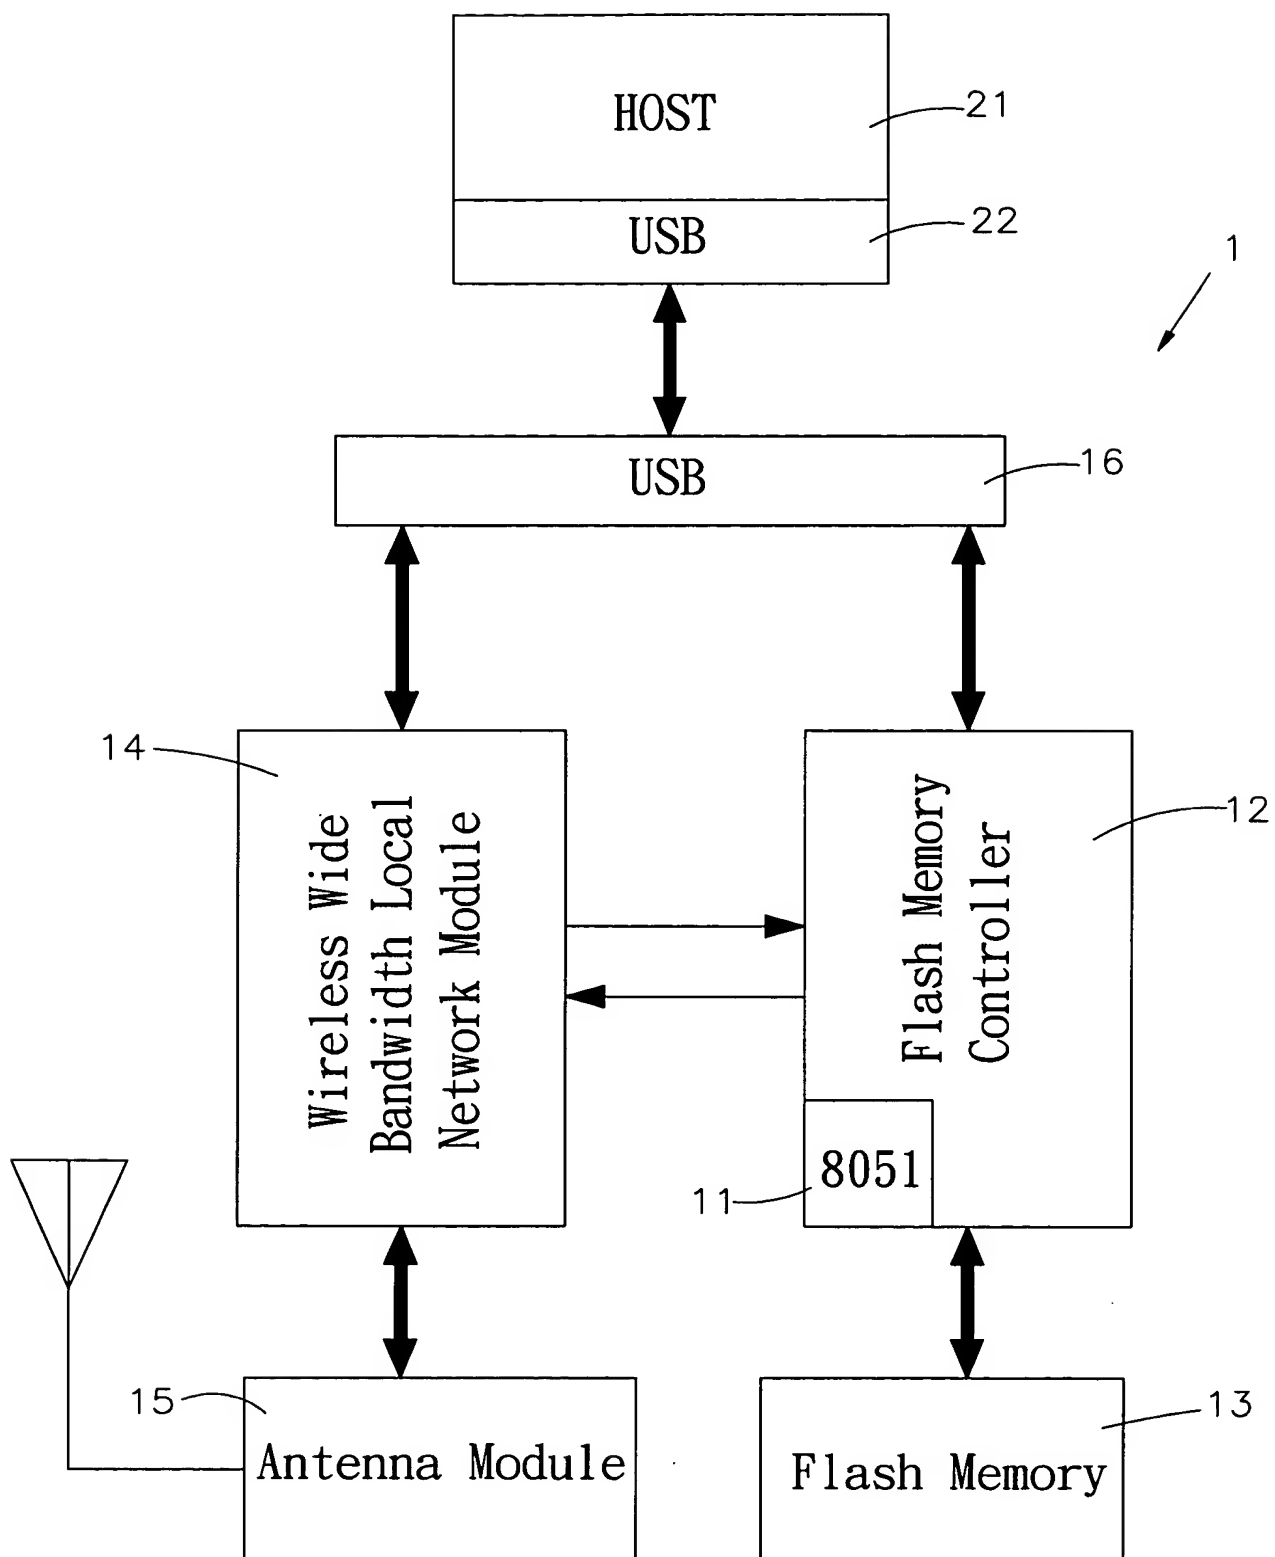 HOST
21
USB
22
1
USB
16
14
Wireless Wide
Bandwidth Local
Network Module
Flash Memory
Controller
12
8051
11
15
Antenna Module
13
Flash Memory